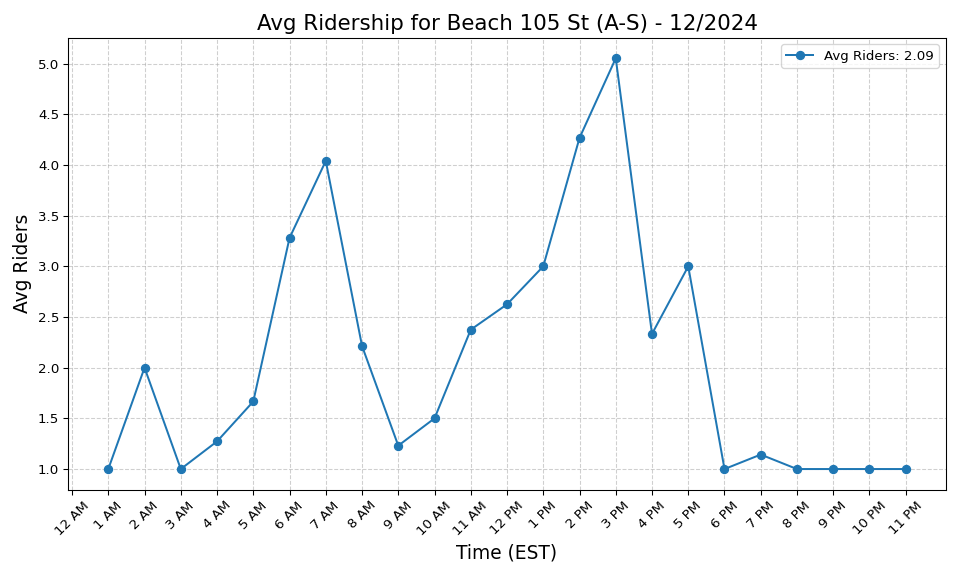 Avg Ridership for Beach 105 St (A-S) - 12/2024
Avg Riders: 2.09
Avg Riders
5.0
4.5
4.0
3.5
3.0
2.5
2.0
1.5
1.0
12 AM 1 AM 2 AM 3 AM 4 AM 5 AM 6 AM 7 AM 8 AM 9 AM 10 AM 11 AM 12 PM 1 PM 2 PM 3 PM 4 PM 5 PM 6 PM 7 PM 8 PM 9 PM 10 PM 11 PM
Time (EST)